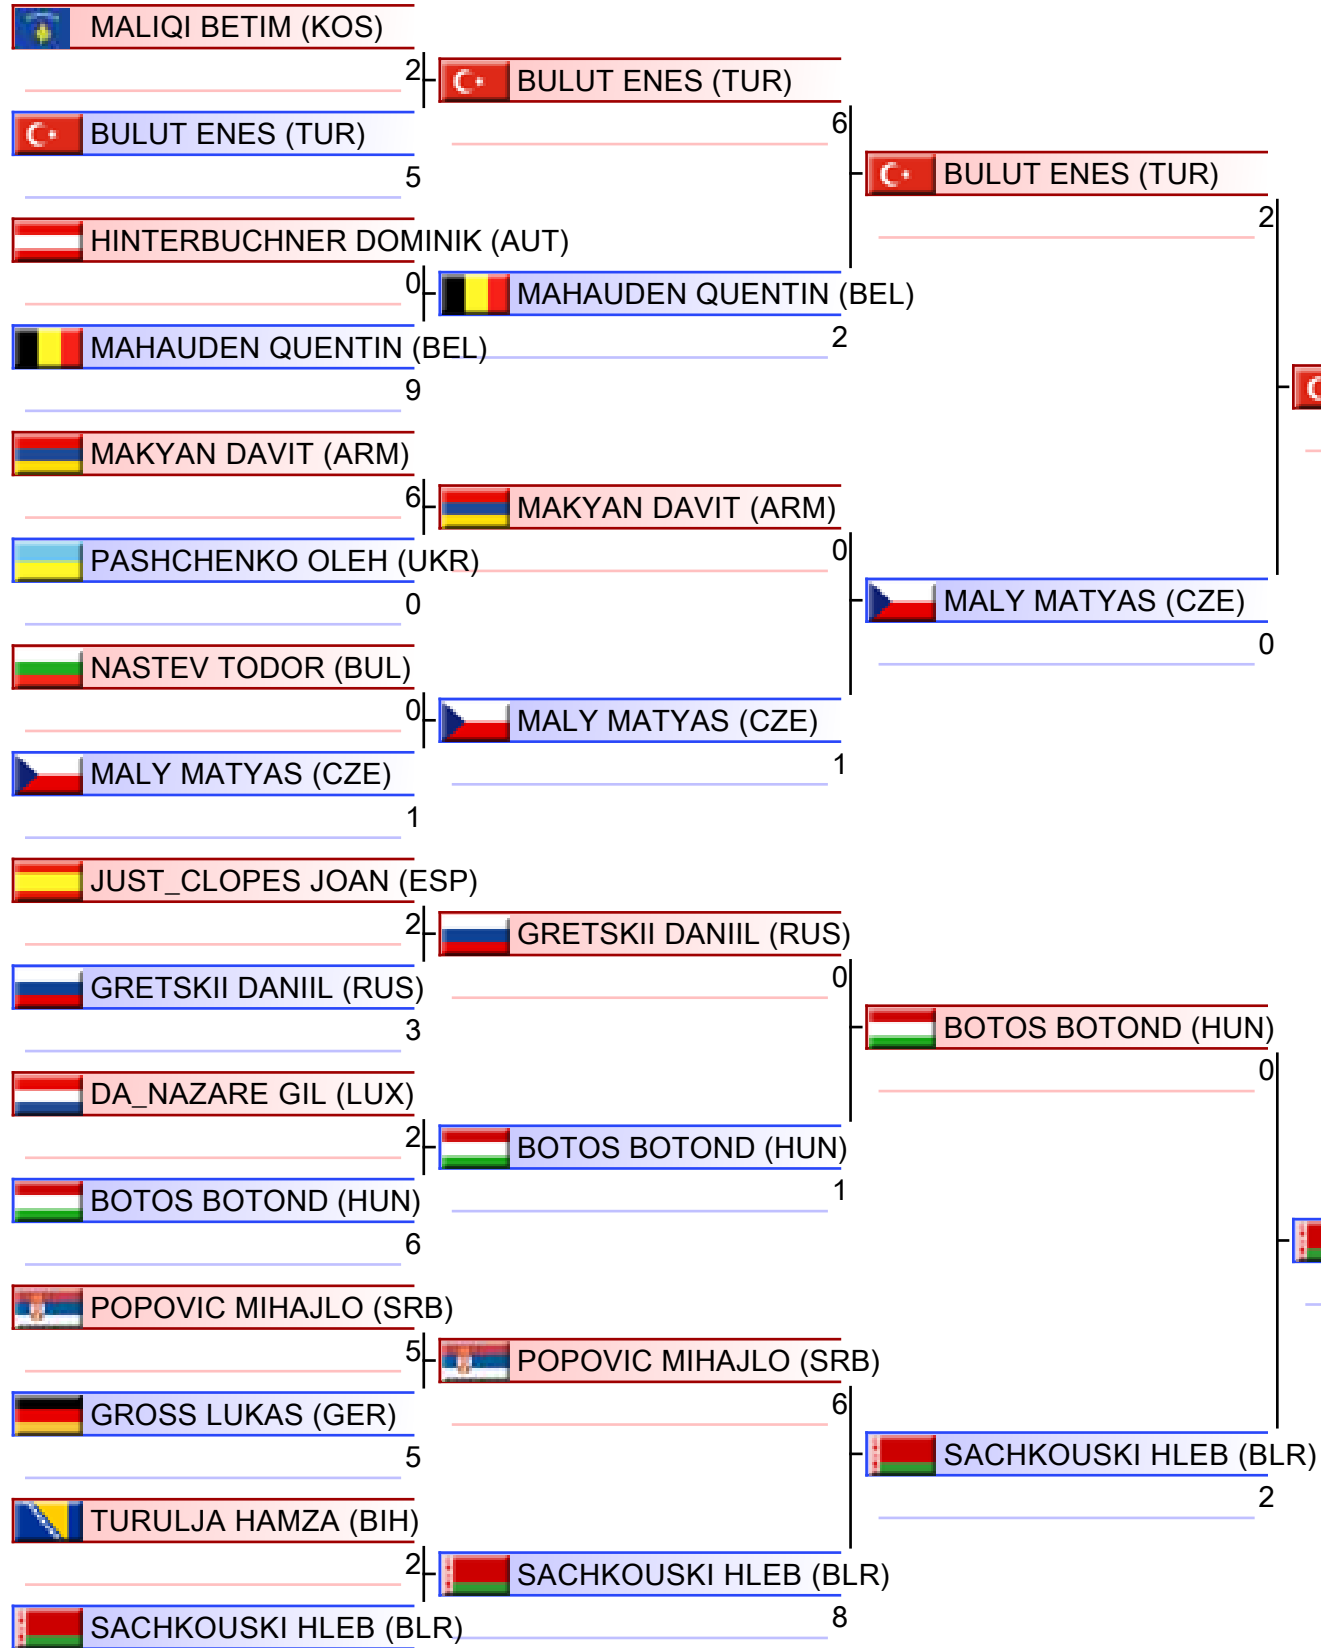 MALIQI BETIM (KOS)
2
BULUT ENES (TUR)
BULUT ENES (TUR)
6
5
BULUT ENES (TUR)
2
HINTERBUCHNER DOMINIK (AUT)
0
MAHAUDEN QUENTIN (BEL)
MAHAUDEN QUENTIN (BEL)
2
9
MAKYAN DAVIT (ARM)
6
MAKYAN DAVIT (ARM)
PASHCHENKO OLEH (UKR)
0
0
MALY MATYAS (CZE)
0
NASTEV TODOR (BUL)
0
MALY MATYAS (CZE)
MALY MATYAS (CZE)
1
1
JUST_CLOPES JOAN (ESP)
2
GRETSKII DANIIL (RUS)
GRETSKII DANIIL (RUS)
0
3
BOTOS BOTOND (HUN)
0
DA_NAZARE GIL (LUX)
2
BOTOS BOTOND (HUN)
BOTOS BOTOND (HUN)
1
6
POPOVIC MIHAJLO (SRB)
5
POPOVIC MIHAJLO (SRB)
GROSS LUKAS (GER)
6
5
SACHKOUSKI HLEB (BLR)
2
TURULJA HAMZA (BIH)
2
SACHKOUSKI HLEB (BLR)
SACHKOUSKI HLEB (BLR)
8